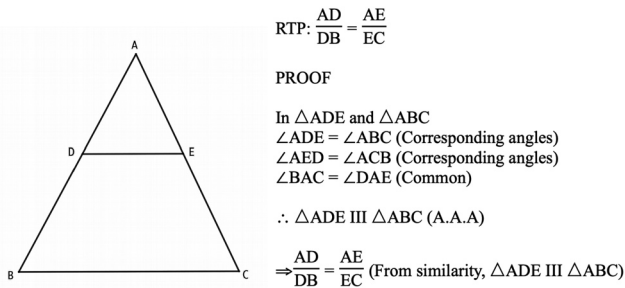 A
D
E
B
C
RTP: AD/DB = AE/EC
PROOF
In △ADE and △ABC
∠ADE = ∠ABC (Corresponding angles)
∠AED = ∠ACB (Corresponding angles)
∠BAC = ∠DAE (Common)
∴ △ADE III △ABC (A.A.A)
⇒ AD/DB = AE/EC (From similarity, △ADE III △ABC)